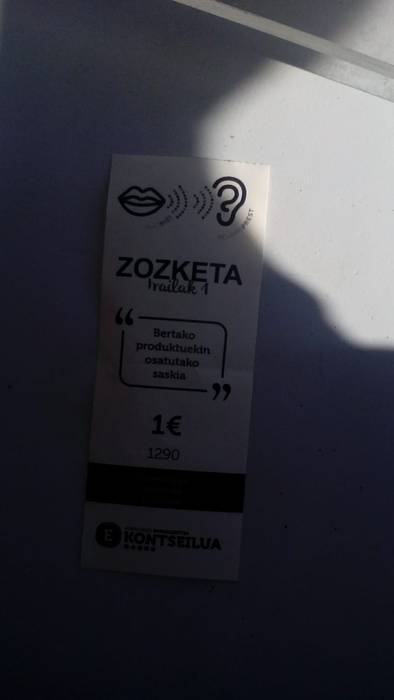 ZOZKETA
Irailak 1
“
Bertako
produktuekin
osatutako
saskia
”
1€
1290
E
KONTSEILUA